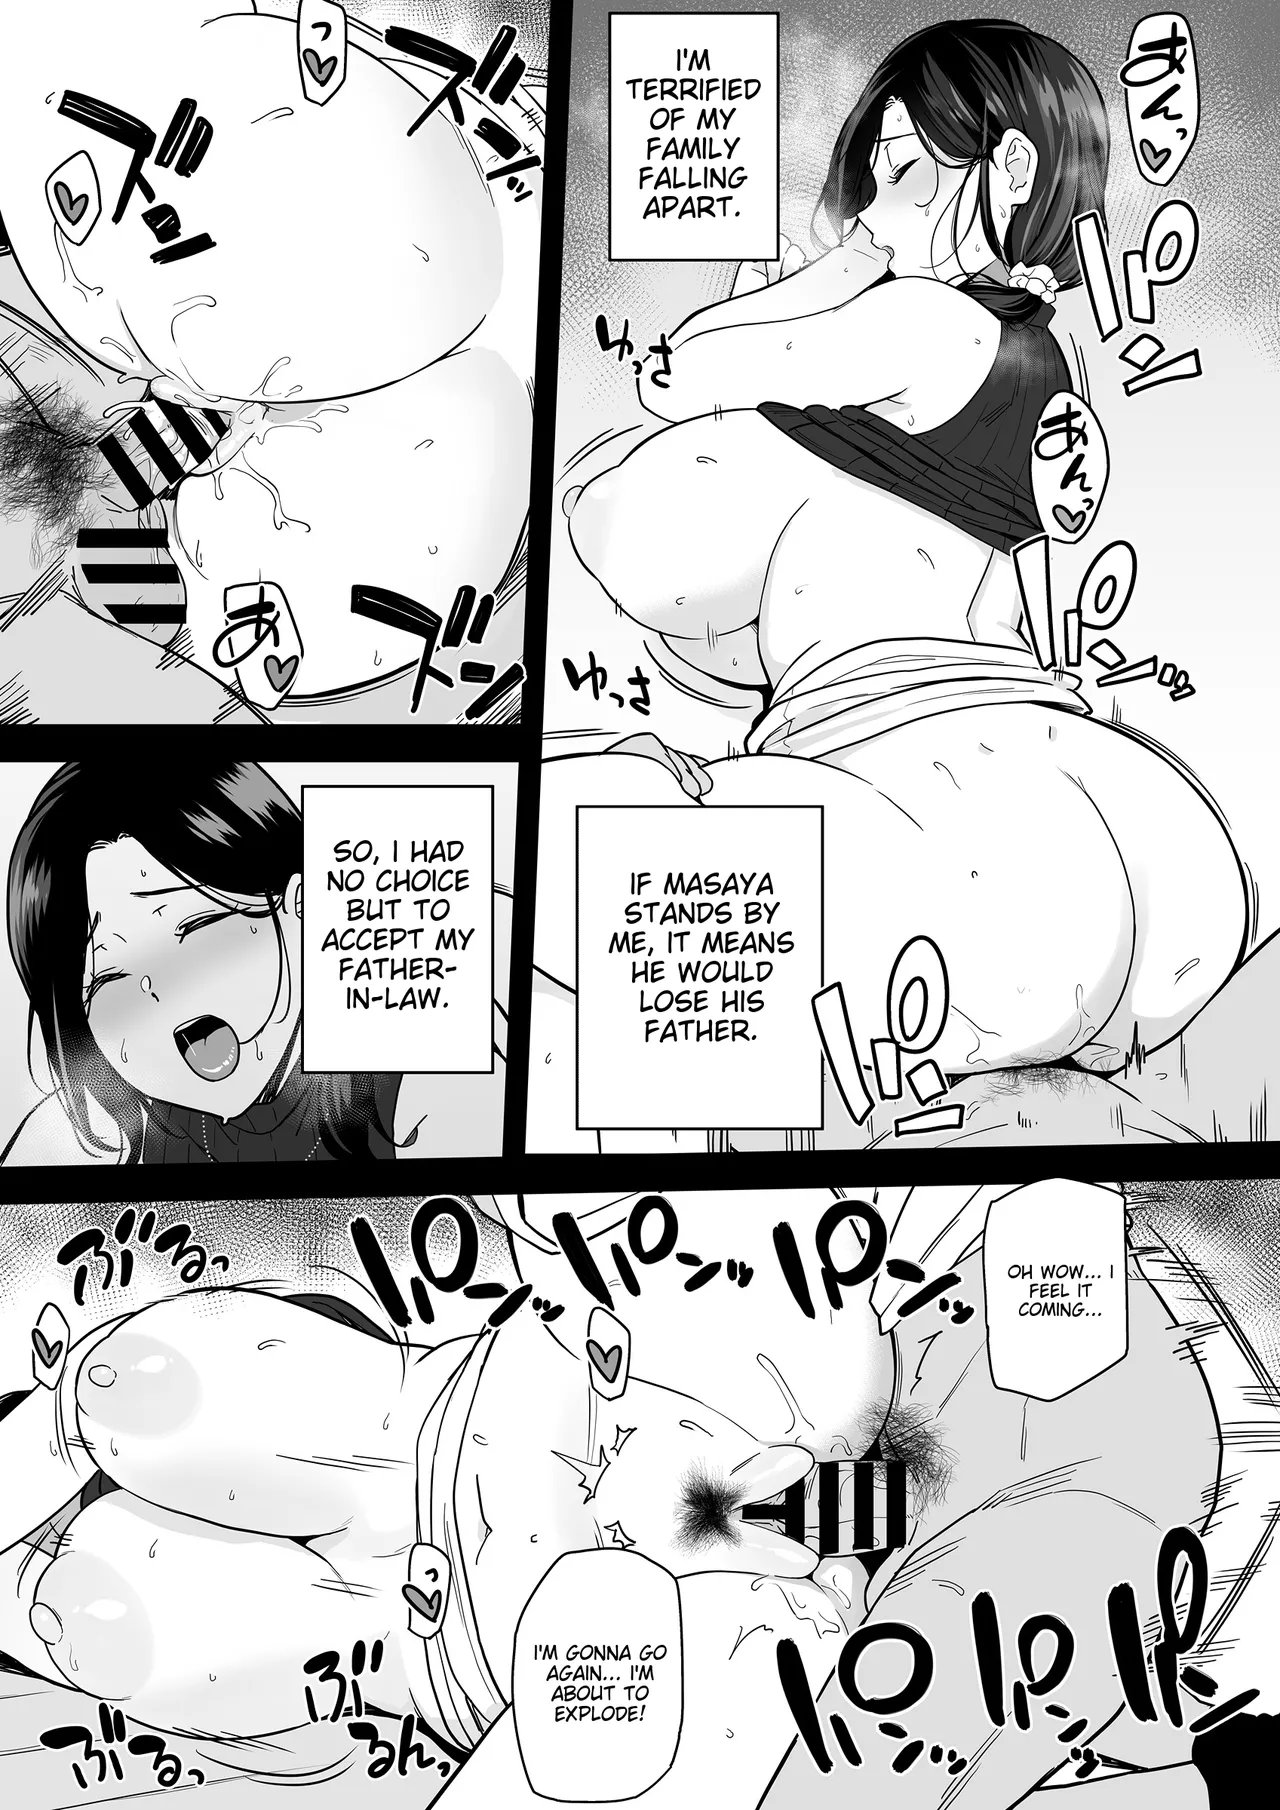 I'M
TERRIFIED
OF MY
FAMILY
FALLING
APART.
あんっ
パンッ
ゆっさ
あんっ
パンッ
ゆっさ
IF MASAYA
STANDS BY
ME, IT MEANS
HE WOULD
LOSE HIS
FATHER.
パンッ
っ
ズンッ
ズンッ
あ
ズンッ
SO, I HAD
NO CHOICE
BUT TO
ACCEPT MY
FATHER-
IN-LAW.
OH WOW... I
FEEL IT
COMING...
パンッ
パンッ
パンッ
ぶるっ
I'M GONNA GO
AGAIN... I'M
ABOUT TO
EXPLODE!
パンッ
パンッ
パンッ
ぶるんっ
ぶるっ